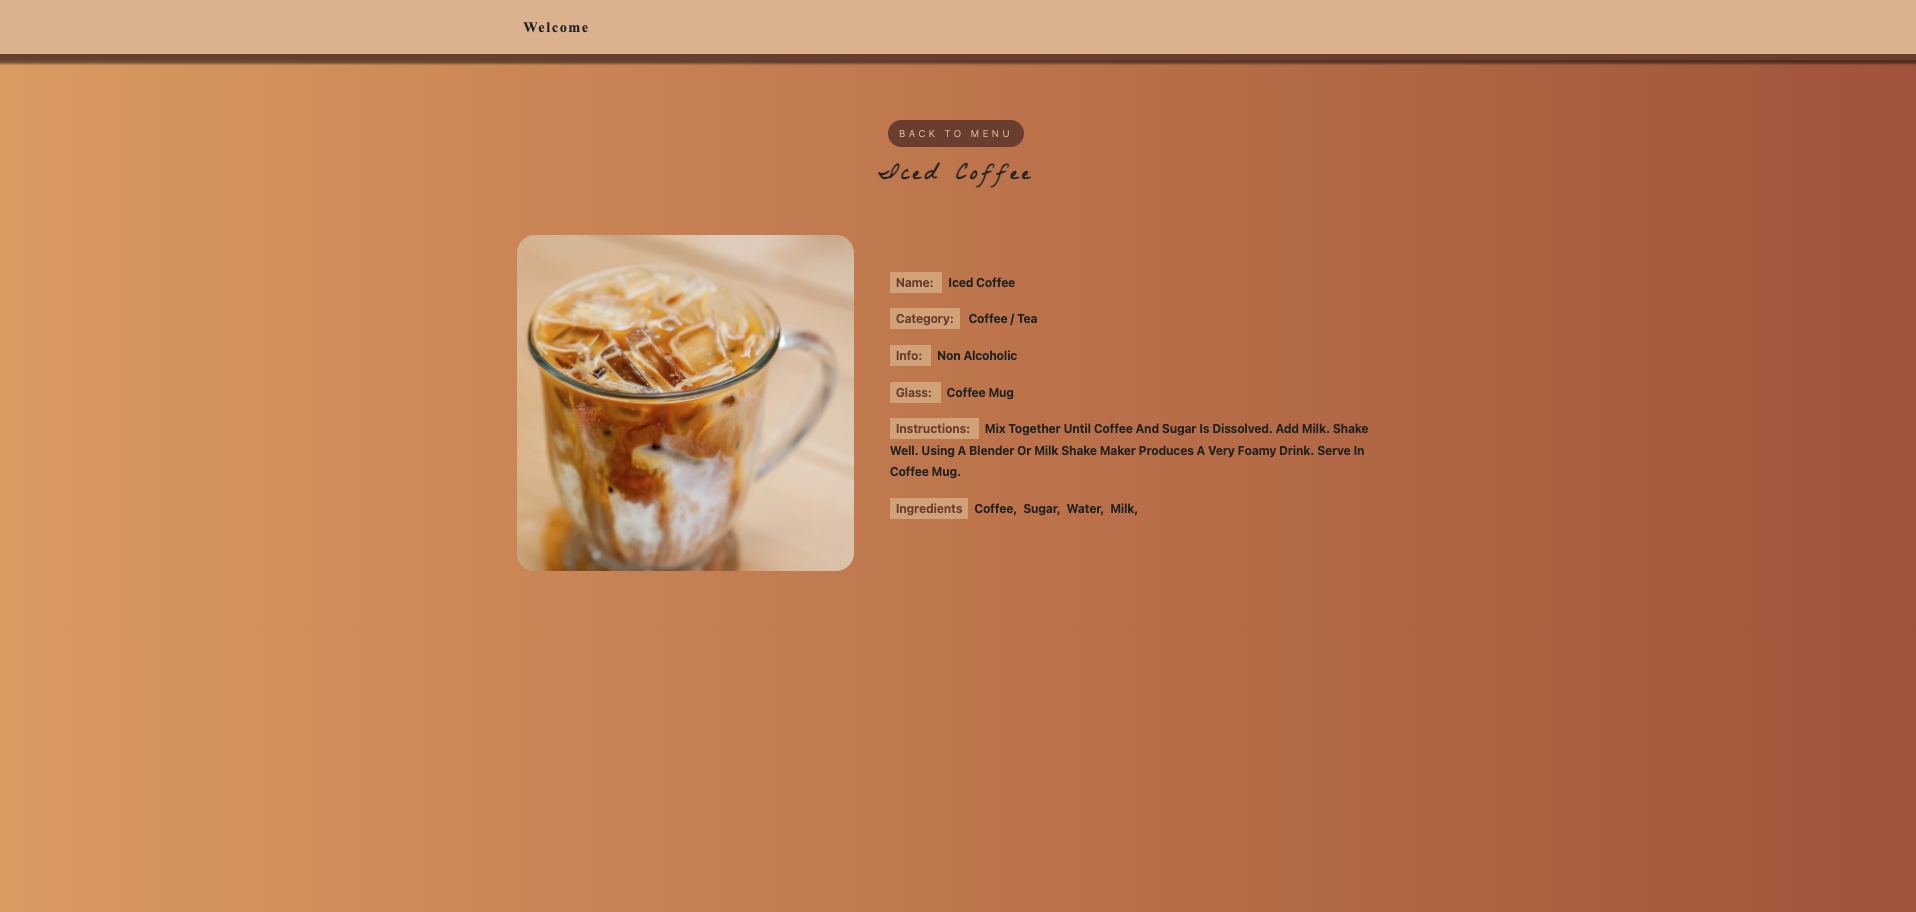 Welcome
BACK TO MENU
Iced Coffee
Name: Iced Coffee
Category: Coffee / Tea
Info: Non Alcoholic
Glass: Coffee Mug
Instructions: Mix Together Until Coffee And Sugar Is Dissolved. Add Milk. Shake
Well. Using A Blender Or Milk Shake Maker Produces A Very Foamy Drink. Serve In
Coffee Mug.
Ingredients Coffee, Sugar, Water, Milk,